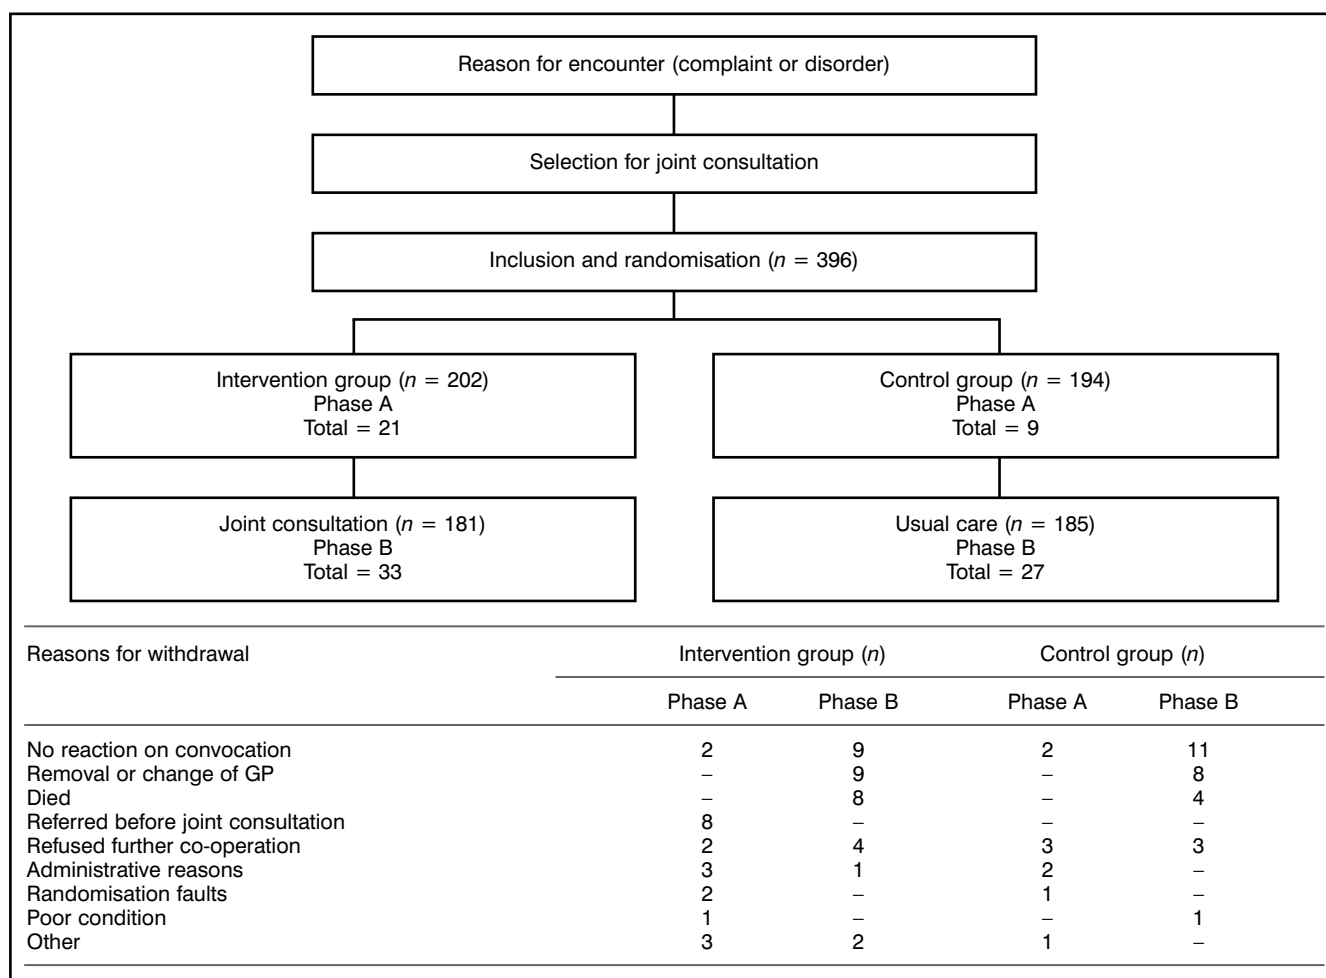 Reason for encounter (complaint or disorder)
Selection for joint consultation
Inclusion and randomisation (n = 396)
Intervention group (n = 202)
Phase A
Total = 21
Control group (n = 194)
Phase A
Total = 9
Joint consultation (n = 181)
Phase B
Total = 33
Usual care (n = 185)
Phase B
Total = 27
Reasons for withdrawal Intervention group (n) Control group (n)
Phase A Phase B Phase A Phase B
No reaction on convocation 2 9 2 11
Removal or change of GP – 9 – 8
Died – 8 – 4
Referred before joint consultation 8 – – –
Refused further co-operation 2 4 3 3
Administrative reasons 3 1 2 –
Randomisation faults 2 – 1 –
Poor condition 1 – – 1
Other 3 2 1 –